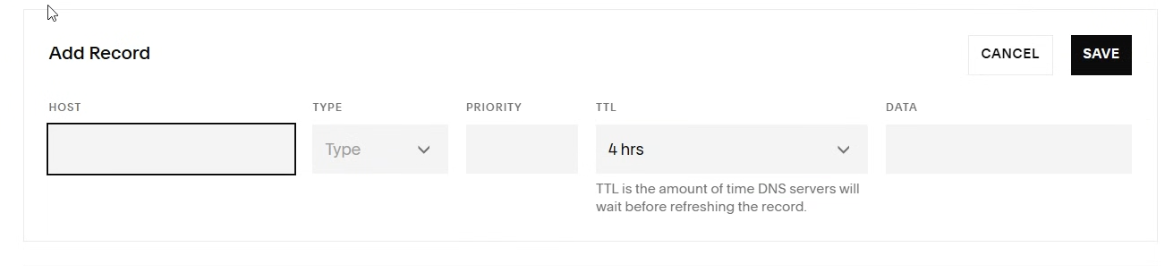 Add Record
CANCEL
SAVE
HOST
TYPE
PRIORITY
TTL
DATA
Type
4 hrs
TTL is the amount of time DNS servers will
wait before refreshing the record.